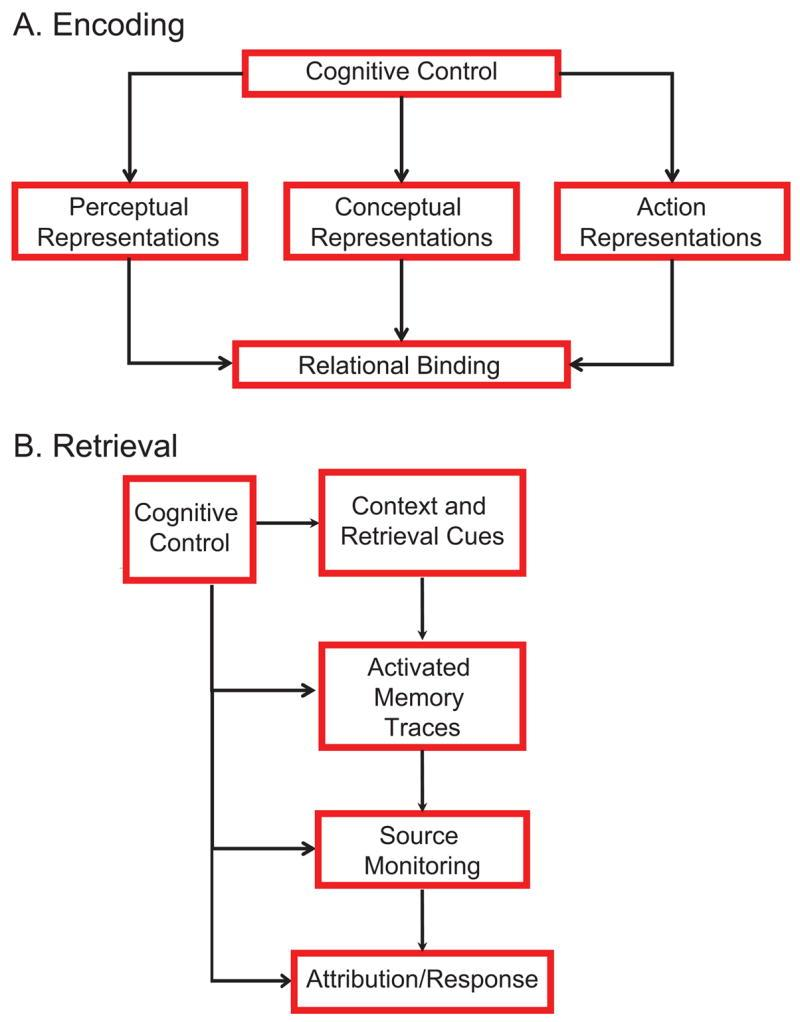 A. Encoding
Cognitive Control
Perceptual
Representations
Conceptual
Representations
Action
Representations
Relational Binding
B. Retrieval
Cognitive
Control
Context and
Retrieval Cues
Activated
Memory
Traces
Source
Monitoring
Attribution/Response